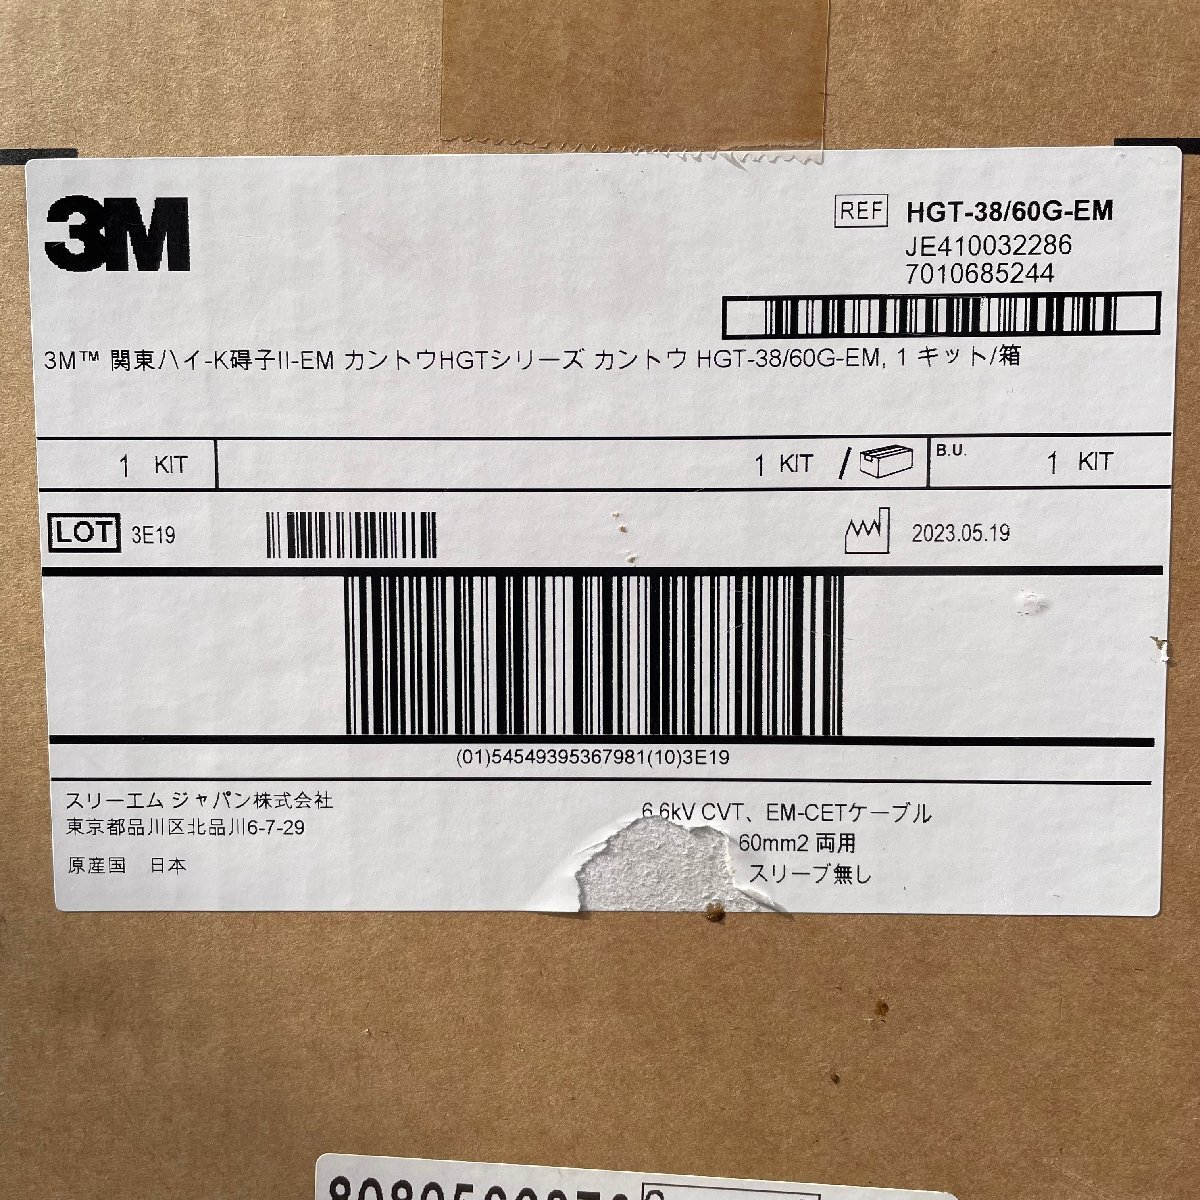 3M
REF HGT-38/60G-EM
JE410032286
7010685244
3M™ 関東ハイ-K碍子II-EM カントウHGTシリーズ カントウ HGT-38/60G-EM, 1 キット/箱
1 KIT 1 KIT / B.U. 1 KIT
LOT 3E19 2023.05.19
(01)54549395367981(10)3E19
スリーエム ジャパン株式会社
東京都品川区北品川6-7-29
原産国 日本
6.6kV CVT、EM-CETケーブル
60mm2 両用
スリーブ無し